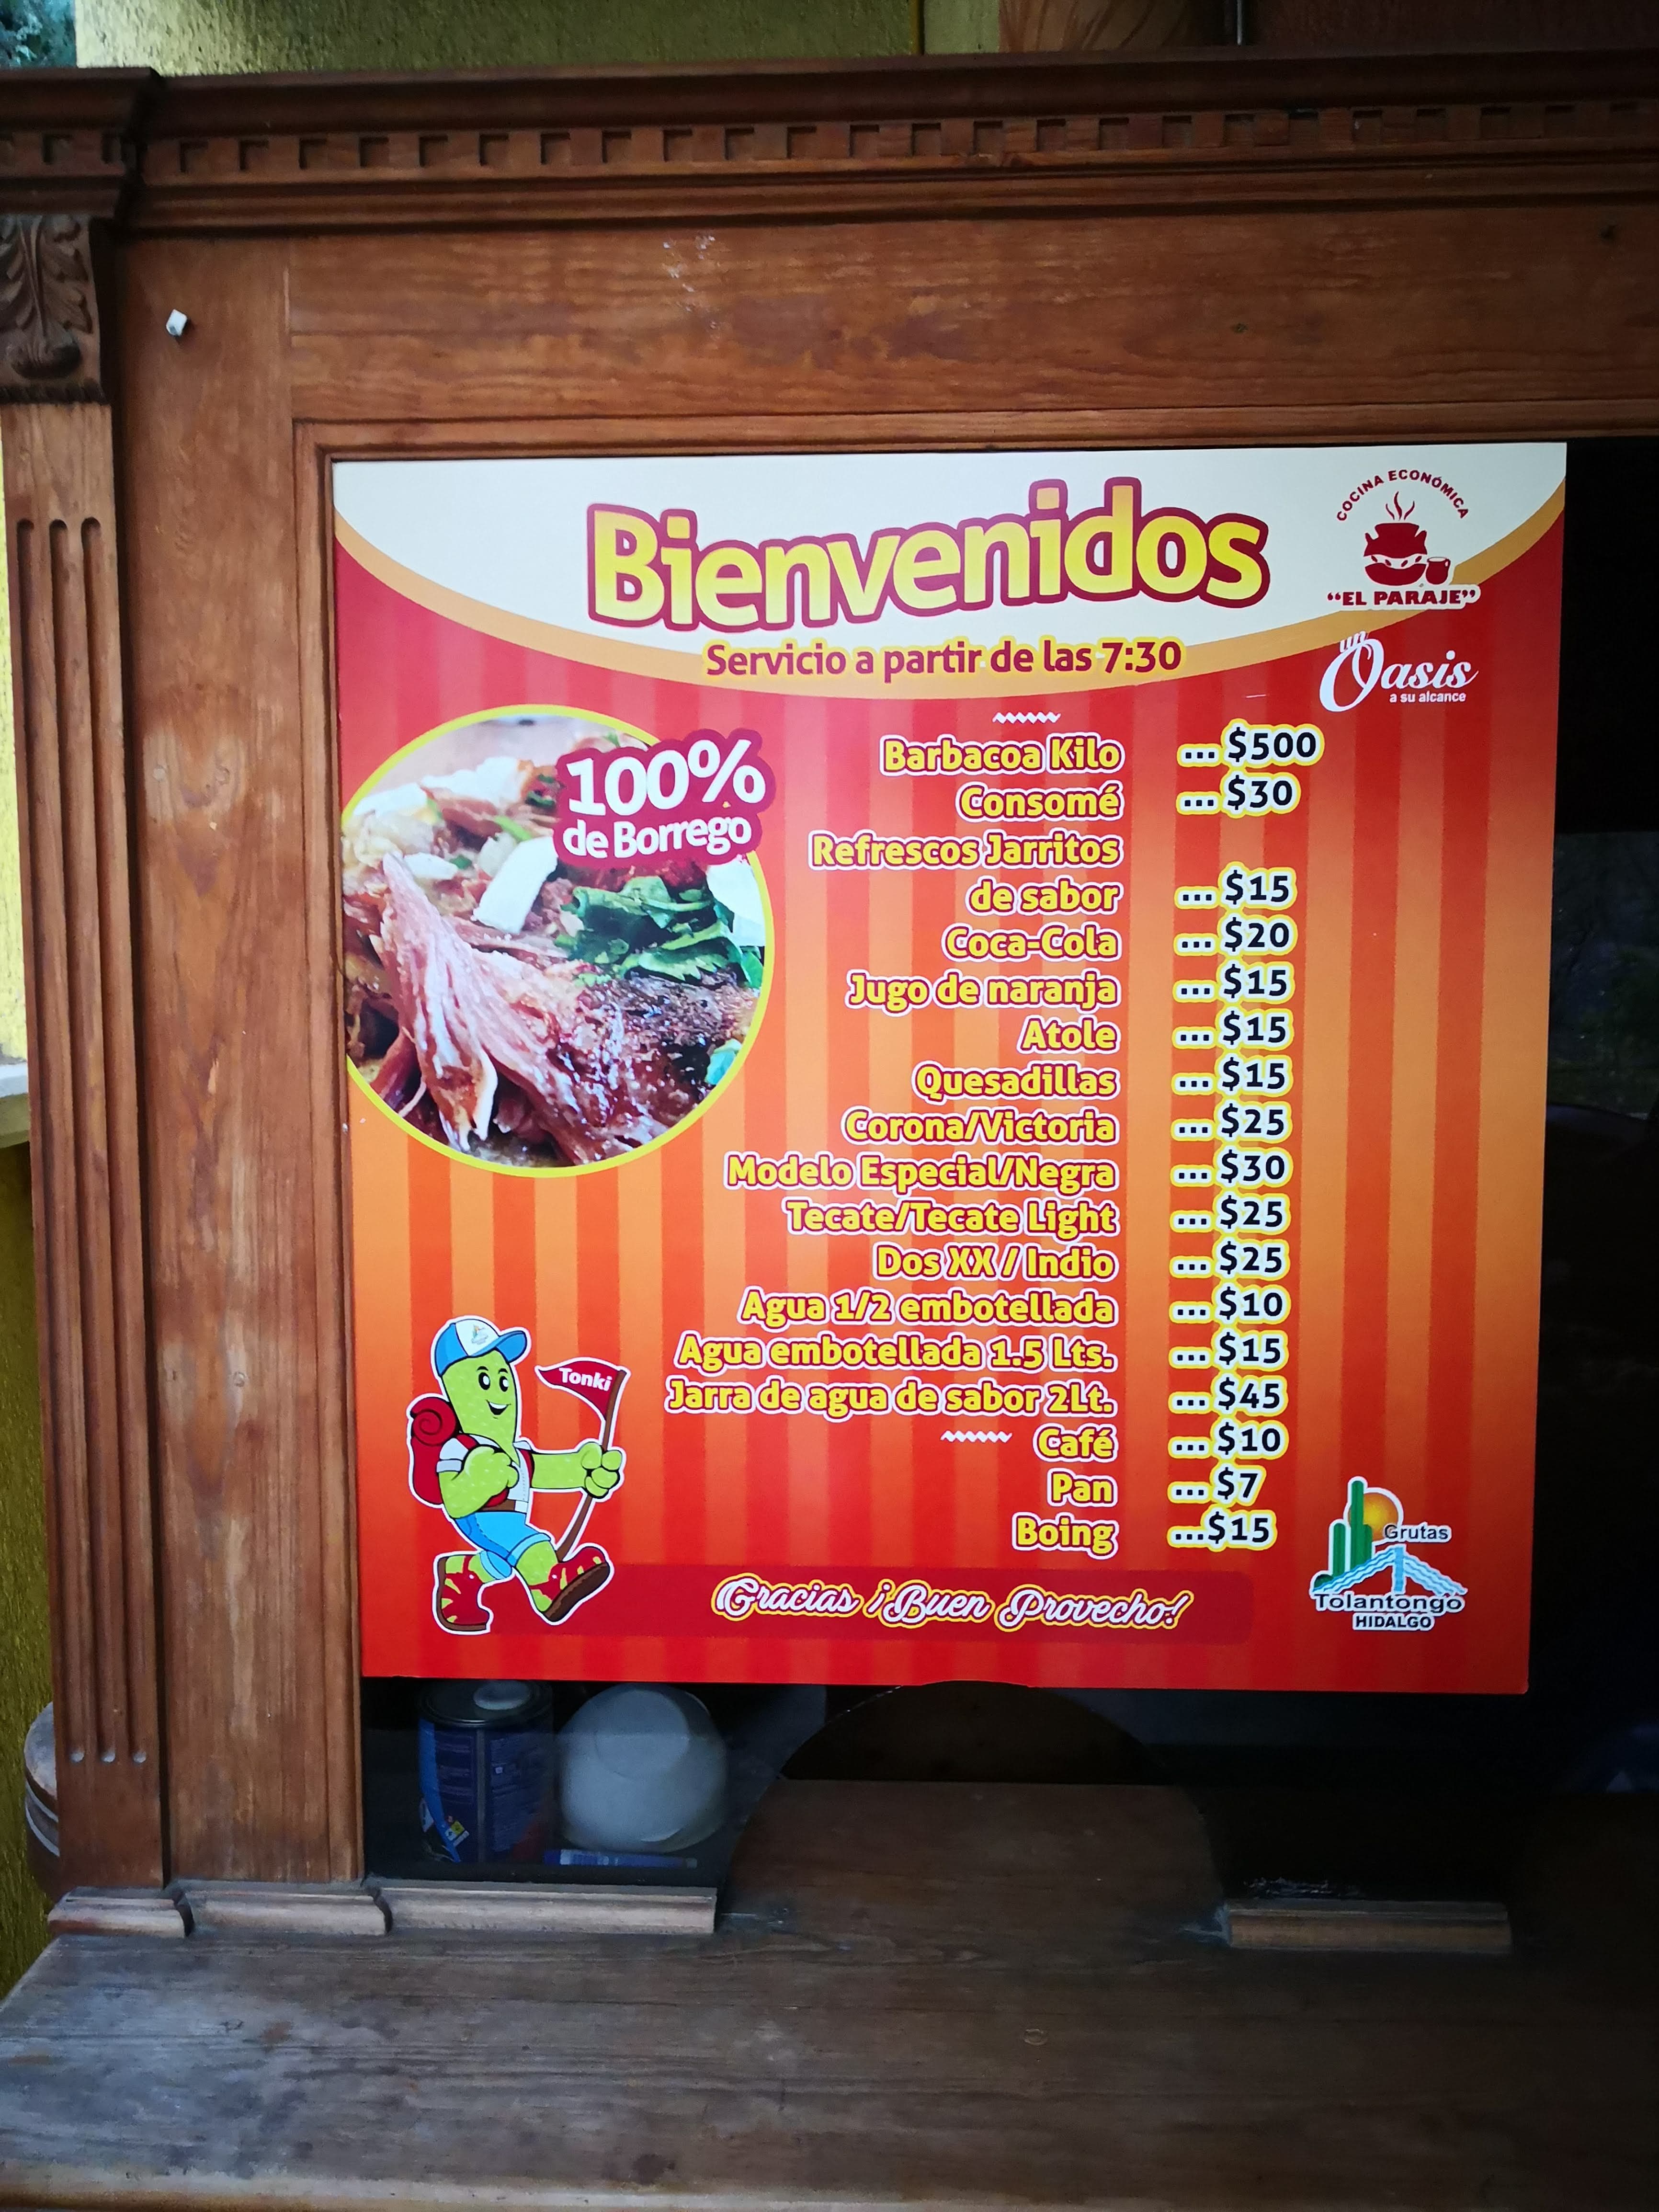 Bienvenidos
COCINA ECONÓMICA
"EL PARAJE"
un
Oasis
a su alcance
Servicio a partir de las 7:30
100%
de Borrego
Barbacoa Kilo ... $500
Consomé ... $30
Refrescos Jarritos
de sabor ... $15
Coca-Cola ... $20
Jugo de naranja ... $15
Atole ... $15
Quesadillas ... $15
Corona/Victoria ... $25
Modelo Especial/Negra ... $30
Tecate/Tecate Light ... $25
Dos XX / Indio ... $25
Agua 1/2 embotellada ... $10
Agua embotellada 1.5 Lts. ... $15
Jarra de agua de sabor 2Lt. ... $45
Café ... $10
Pan ... $7
Boing ...$15
Tonki
Gracias ¡Buen Provecho!
Grutas
Tolantongo
HIDALGO